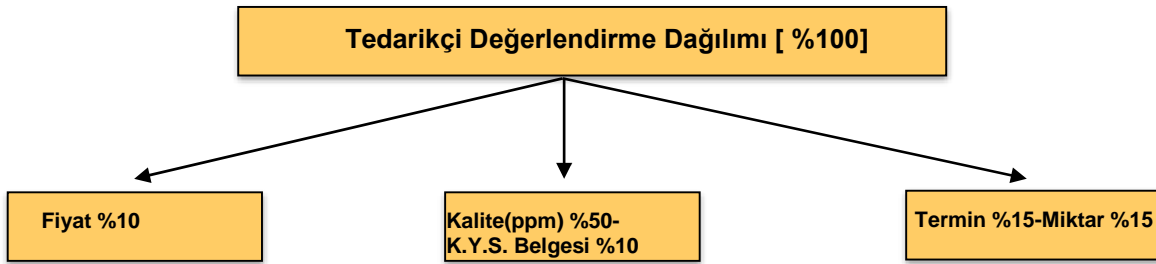 Tedarikçi Değerlendirme Dağılımı [ %100]
Fiyat %10
Kalite(ppm) %50-
K.Y.S. Belgesi %10
Termin %15-Miktar %15